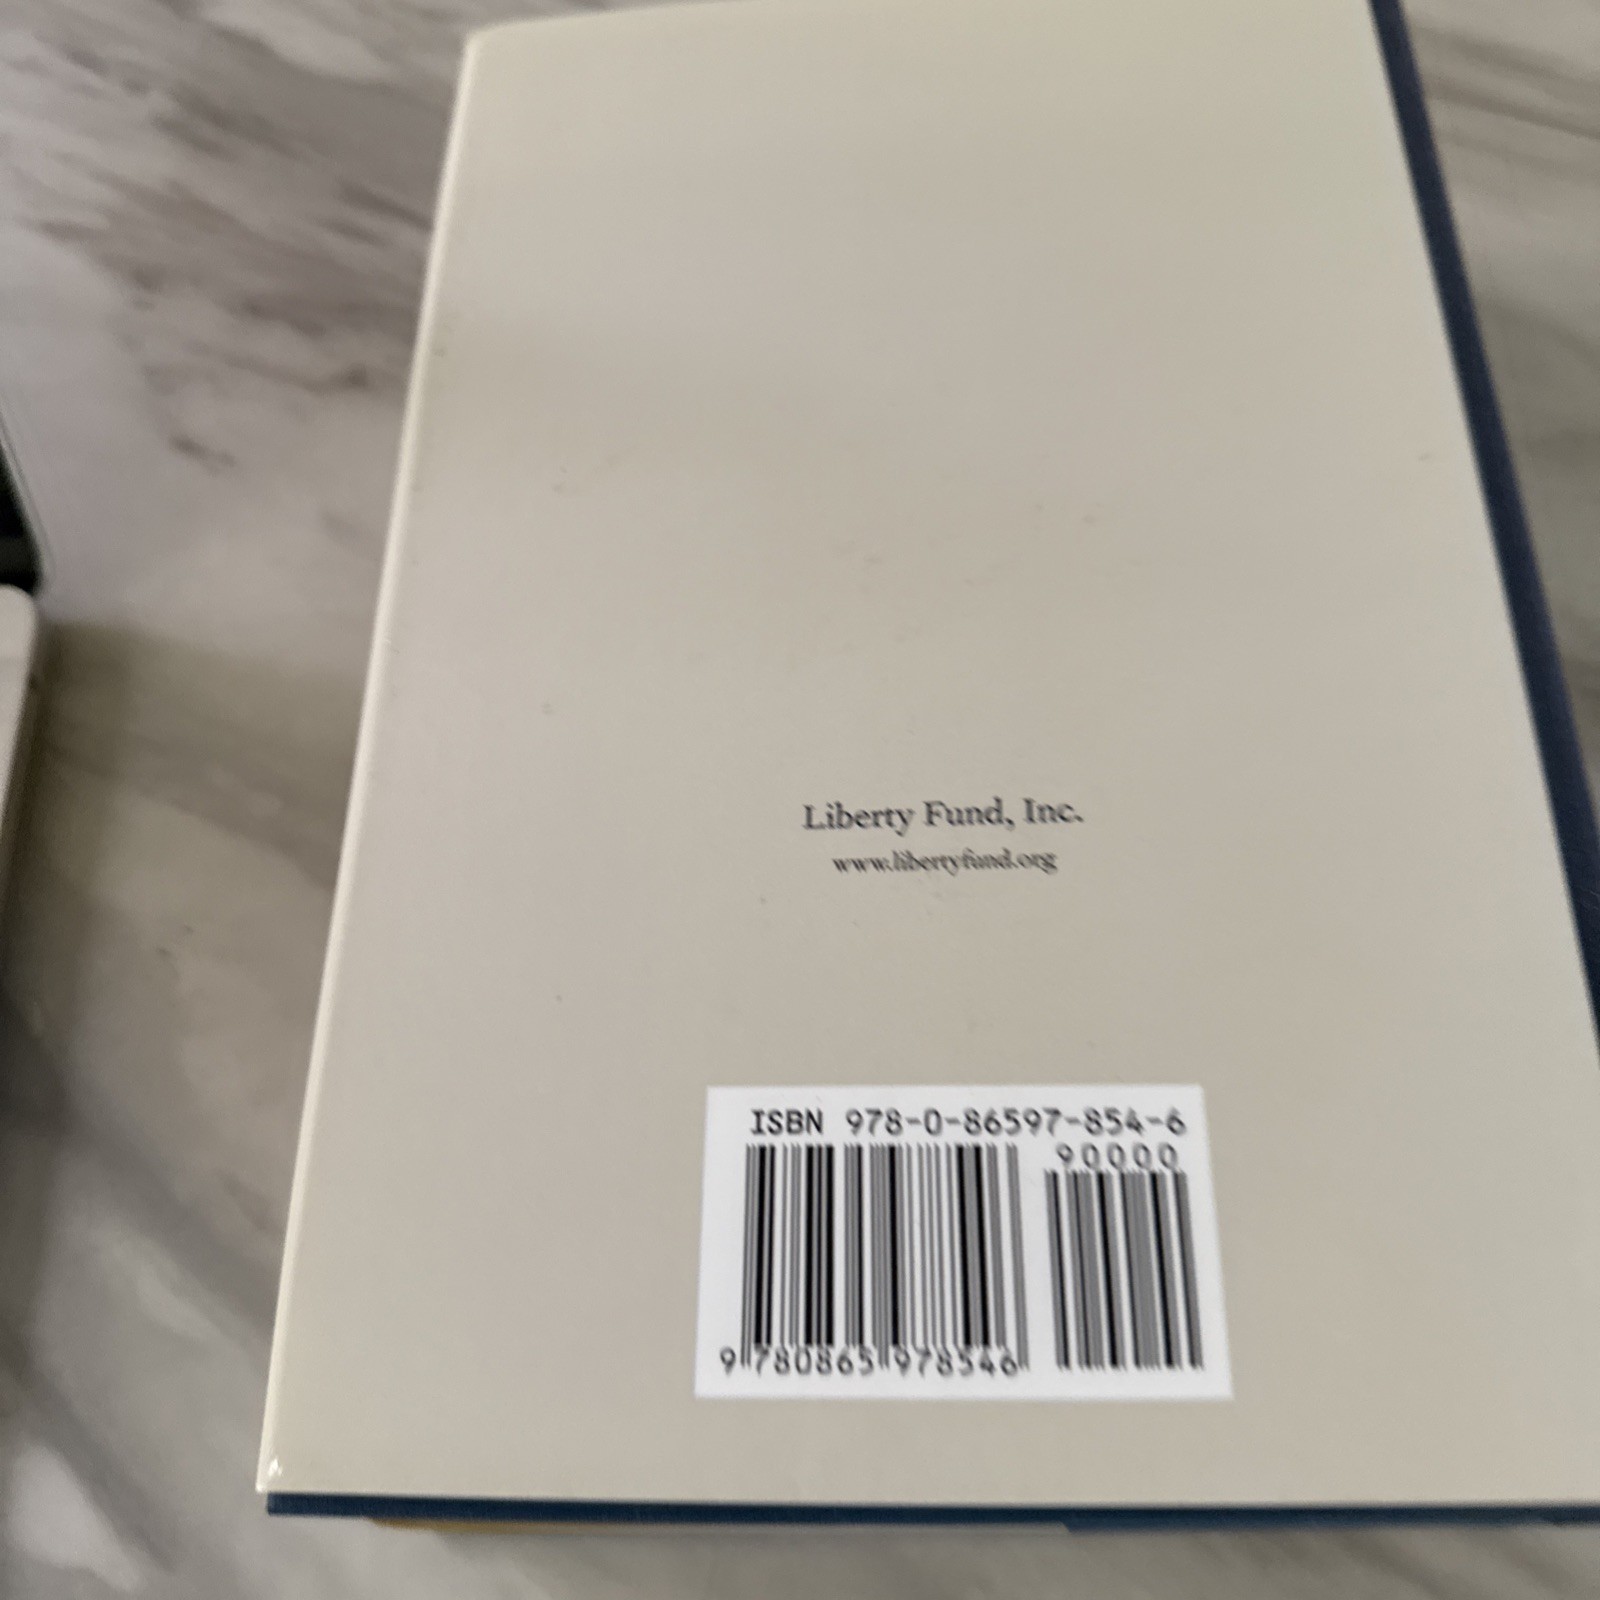 Liberty Fund, Inc.
www.libertyfund.org
ISBN 978-0-86597-854-6
90000
9 780865 978546